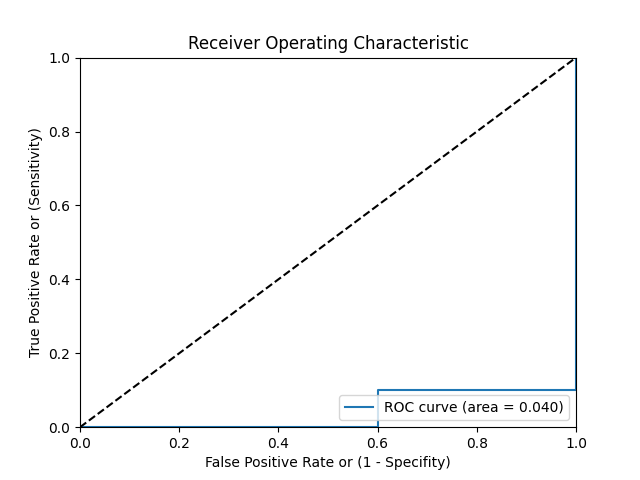 Receiver Operating Characteristic
1.0
0.8
0.6
0.4
0.2
0.0
True Positive Rate or (Sensitivity)
ROC curve (area = 0.040)
0.0 0.2 0.4 0.6 0.8 1.0
False Positive Rate or (1 - Specifity)